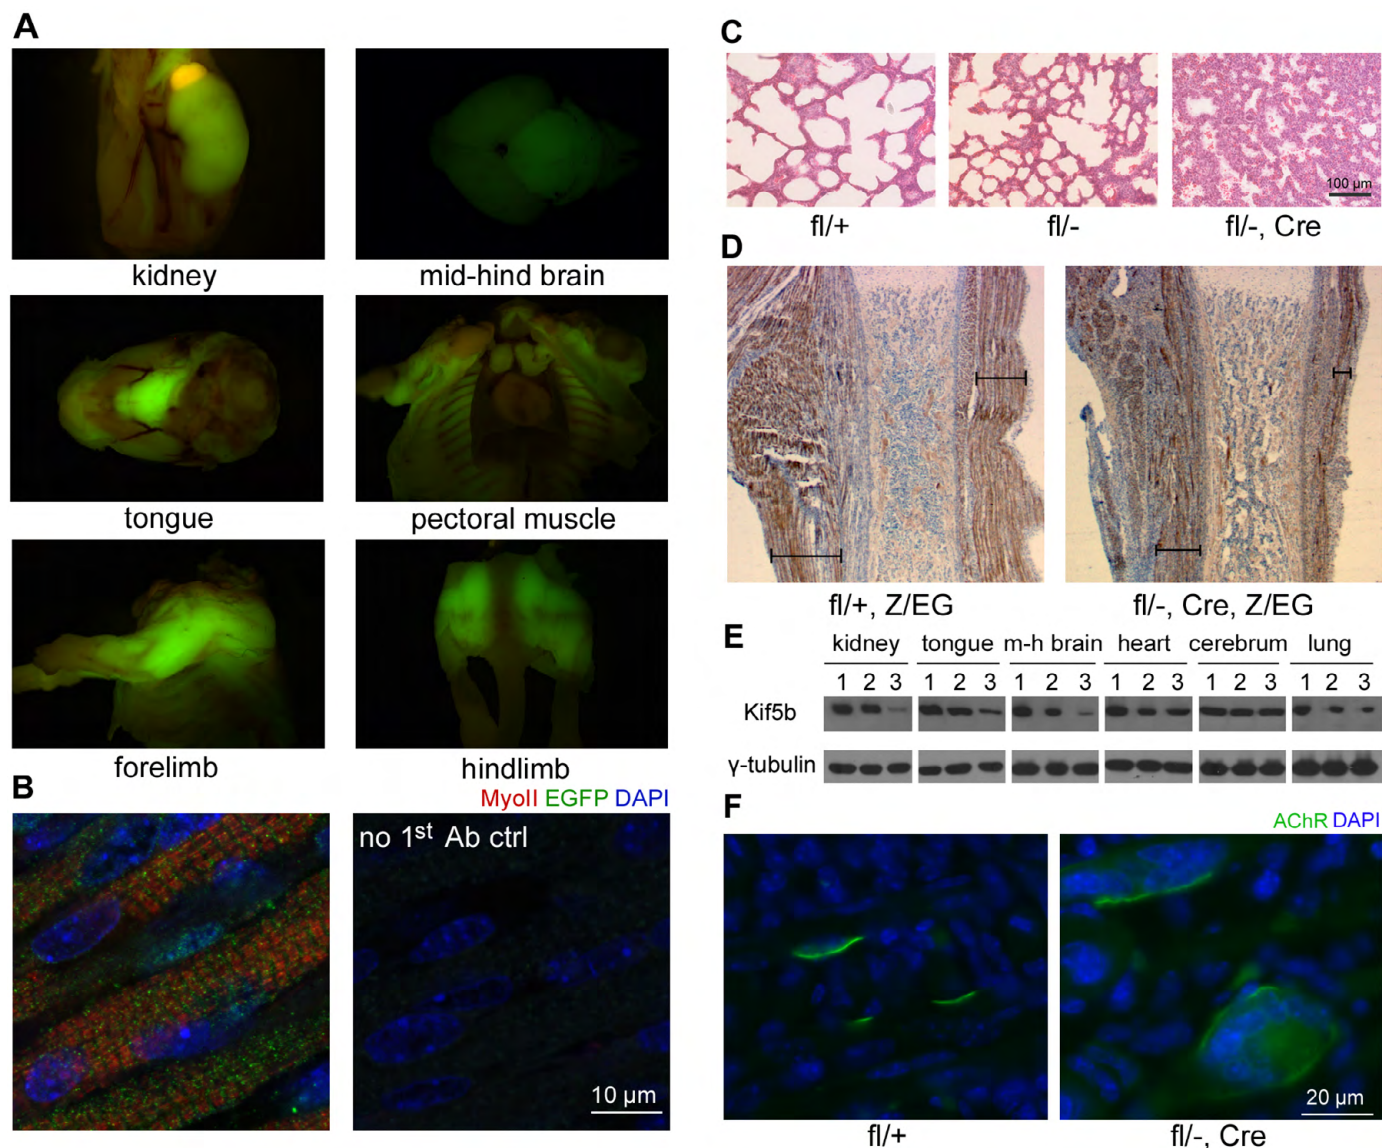 A
kidney
mid-hind brain
tongue
pectoral muscle
forelimb
hindlimb
B
MyoII EGFP DAPI
no 1st Ab ctrl
10 µm
C
100 µm
fl/+
fl/-
fl/-, Cre
D
fl/+, Z/EG
fl/-, Cre, Z/EG
E
kidney tongue m-h brain heart cerebrum lung
1 2 3 1 2 3 1 2 3 1 2 3 1 2 3 1 2 3
Kif5b
γ-tubulin
F
AChR DAPI
20 µm
fl/+
fl/-, Cre